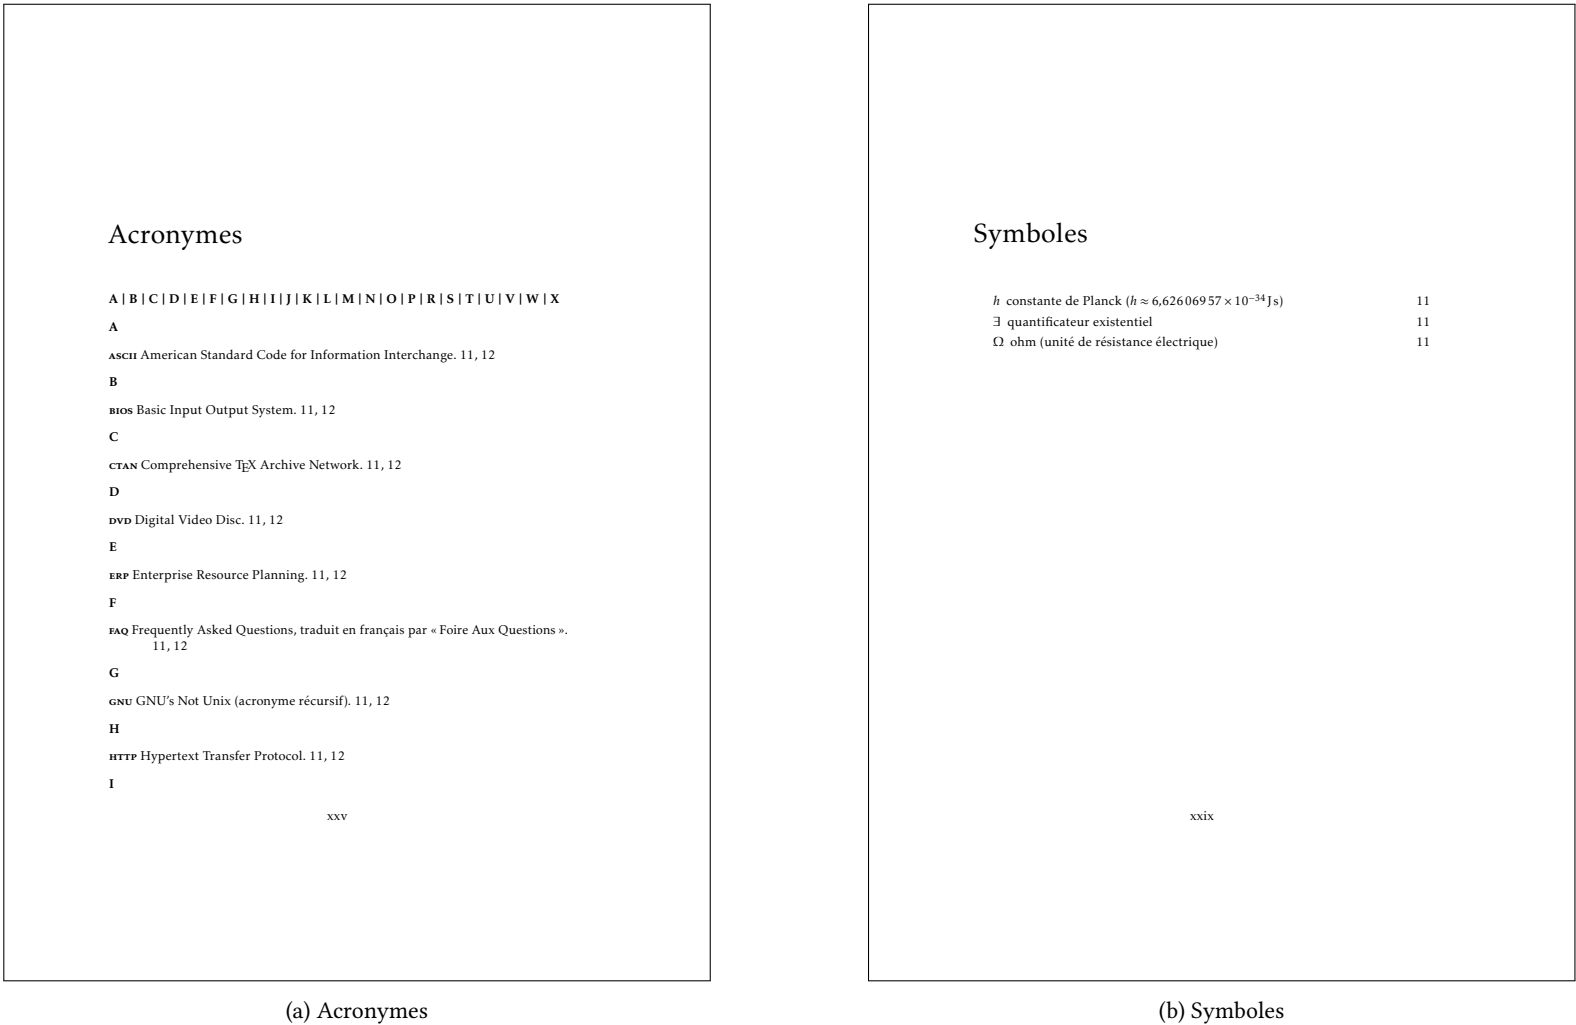 Acronymes
A | B | C | D | E | F | G | H | I | J | K | L | M | N | O | P | R | S | T | U | V | W | X
A
ASCII American Standard Code for Information Interchange. 11, 12
B
BIOS Basic Input Output System. 11, 12
C
CTAN Comprehensive TEX Archive Network. 11, 12
D
DVD Digital Video Disc. 11, 12
E
ERP Enterprise Resource Planning. 11, 12
F
FAQ Frequently Asked Questions, traduit en français par « Foire Aux Questions ».
11, 12
G
GNU GNU's Not Unix (acronyme récursif). 11, 12
H
HTTP Hypertext Transfer Protocol. 11, 12
I
xxv
(a) Acronymes
Symboles
h constante de Planck (h ≈ 6,626 069 57 × 10⁻³⁴ J s) 11
∃ quantificateur existentiel 11
Ω ohm (unité de résistance électrique) 11
xxix
(b) Symboles